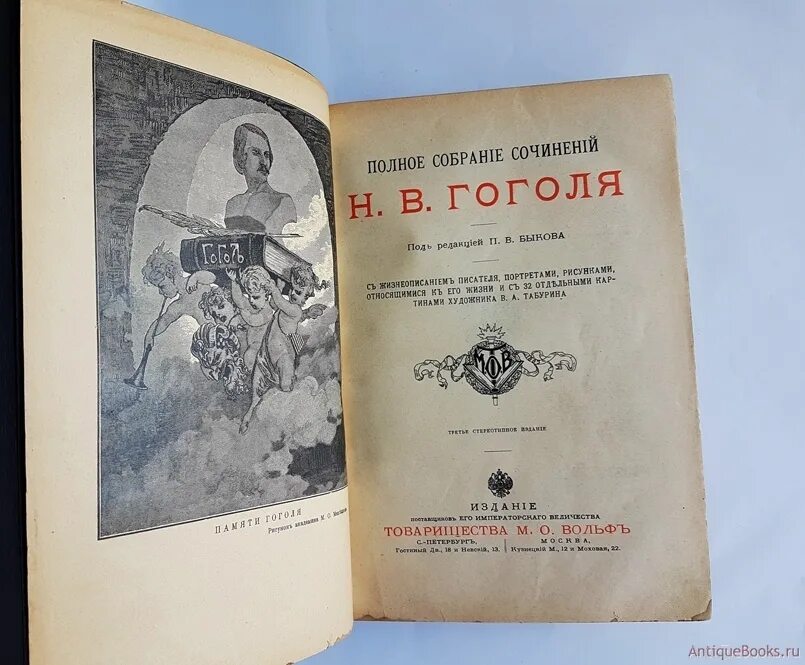 ГОГОЛЬ
ПАМЯТИ ГОГОЛЯ
Рисунокъ академика М. О.
ПОЛНОЕ СОБРАНІЕ СОЧИНЕНІЙ
Н. В. ГОГОЛЯ
Подъ редакціей П. В. БЫКОВА
СЪ ЖИЗНЕОПИСАНІЕМЪ ПИСАТЕЛЯ, ПОРТРЕТАМИ, РИСУНКАМИ,
ОТНОСЯЩИМИСЯ КЪ ЕГО ЖИЗНИ И СЪ 32 ОТДѢЛЬНЫМИ КАР-
ТИНАМИ ХУДОЖНИКА В. А. ТАБУРИНА
М О В
ТРЕТЬЕ СТЕРЕОТИПНОЕ ИЗДАНІЕ
ИЗДАНІЕ
поставщиковъ ЕГО ИМПЕРАТОРСКАГО ВЕЛИЧЕСТВА
ТОВАРИЩЕСТВА М. О. ВОЛЬФЪ
С.-ПЕТЕРБУРГЪ, МОСКВА,
Гостиный Дв., 18 и Невскій, 13. Кузнецкій М., 12 и Моховая, 22.
AntiqueBooks.ru